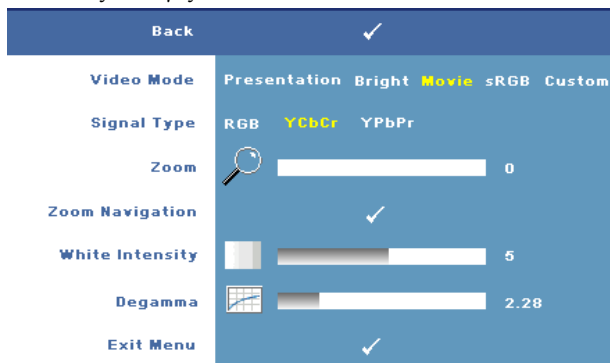 Back
Video Mode Presentation Bright Movie sRGB Custom
Signal Type RGB YCbCr YPbPr
Zoom 0
Zoom Navigation
White Intensity 5
Degamma 2.28
Exit Menu